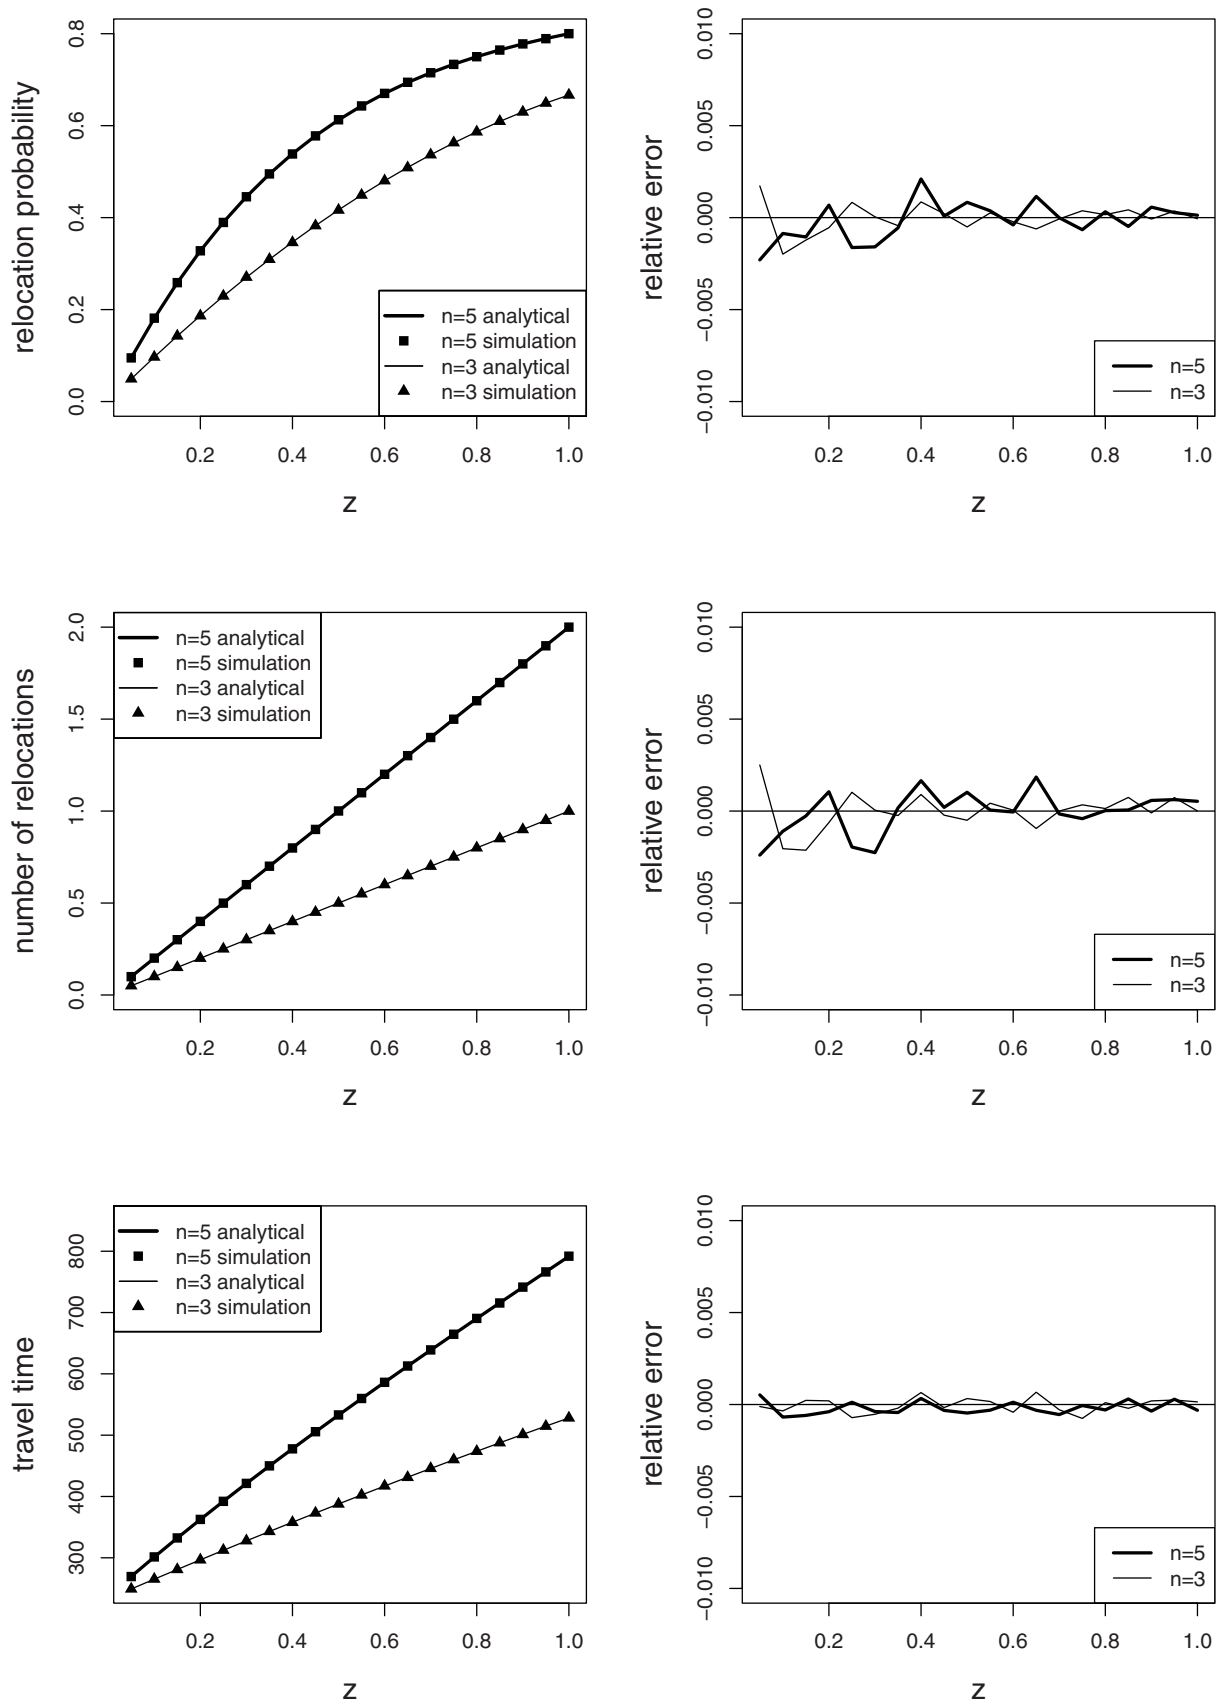 relocation probability
0.0
0.2
0.4
0.6
0.8
n=5 analytical
n=5 simulation
n=3 analytical
n=3 simulation
0.2 0.4 0.6 0.8 1.0
z
relative error
−0.010
−0.005
0.000
0.005
0.010
n=5
n=3
0.2 0.4 0.6 0.8 1.0
z
number of relocations
0.0
0.5
1.0
1.5
2.0
n=5 analytical
n=5 simulation
n=3 analytical
n=3 simulation
0.2 0.4 0.6 0.8 1.0
z
relative error
−0.010
−0.005
0.000
0.005
0.010
n=5
n=3
0.2 0.4 0.6 0.8 1.0
z
travel time
300
400
500
600
700
800
n=5 analytical
n=5 simulation
n=3 analytical
n=3 simulation
0.2 0.4 0.6 0.8 1.0
z
relative error
−0.010
−0.005
0.000
0.005
0.010
n=5
n=3
0.2 0.4 0.6 0.8 1.0
z